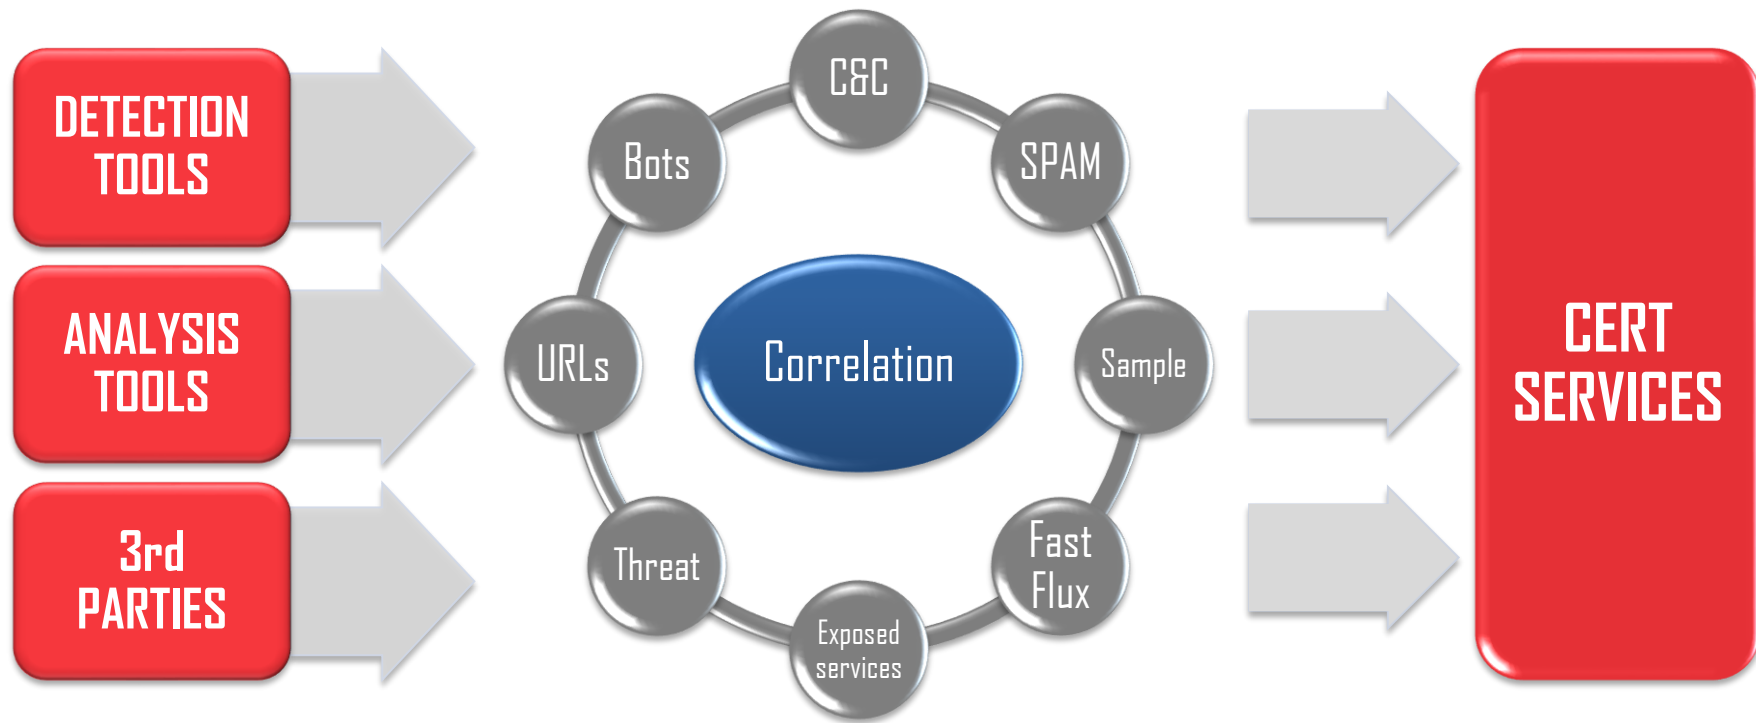 DETECTION
TOOLS
ANALYSIS
TOOLS
3rd
PARTIES
C&C
Bots
SPAM
URLs
Correlation
Sample
Threat
Fast
Flux
Exposed
services
CERT
SERVICES